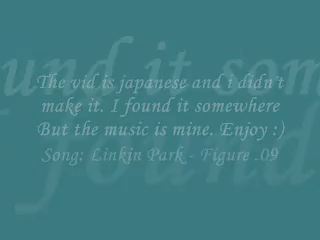 The vid is japanese and i didn't
make it. I found it somewhere
But the music is mine. Enjoy :)
Song: Linkin Park - Figure .09